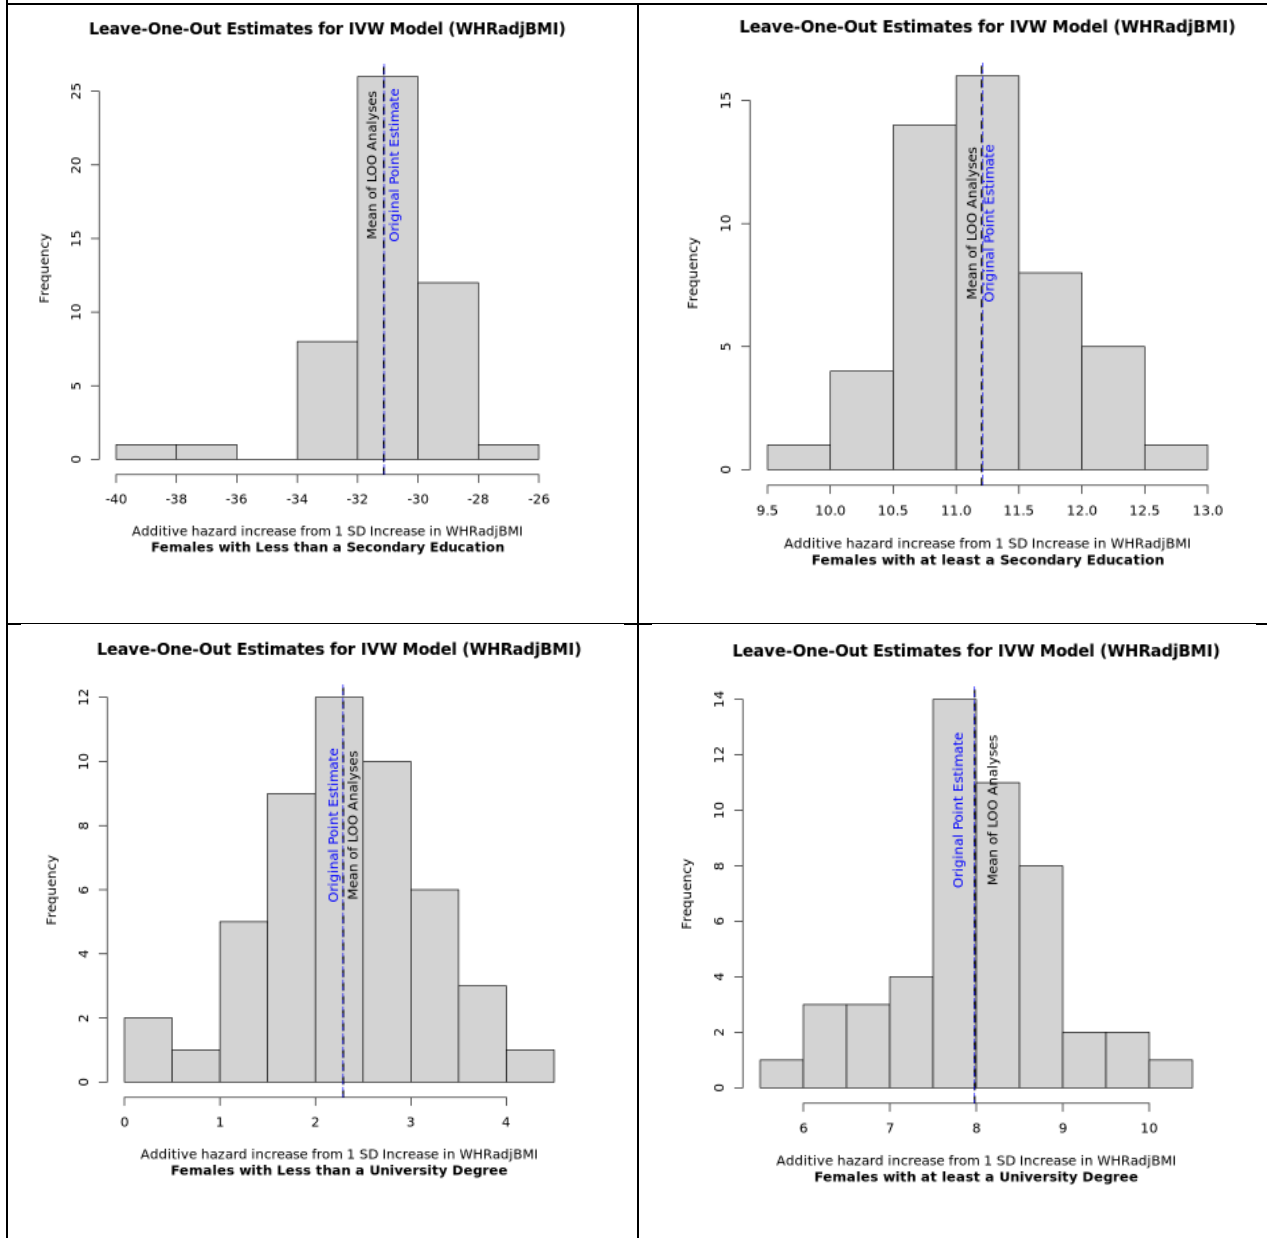 Leave-One-Out Estimates for IVW Model (WHRadjBMI)
Frequency
0
5
10
15
20
25
Mean of LOO Analyses
Original Point Estimate
-40 -38 -36 -34 -32 -30 -28 -26
Additive hazard increase from 1 SD Increase in WHRadjBMI
Females with Less than a Secondary Education
Leave-One-Out Estimates for IVW Model (WHRadjBMI)
Frequency
0
5
10
15
Mean of LOO Analyses
Original Point Estimate
9.5 10.0 10.5 11.0 11.5 12.0 12.5 13.0
Additive hazard increase from 1 SD Increase in WHRadjBMI
Females with at least a Secondary Education
Leave-One-Out Estimates for IVW Model (WHRadjBMI)
Frequency
0
2
4
6
8
10
12
Original Point Estimate
Mean of LOO Analyses
0 1 2 3 4
Additive hazard increase from 1 SD Increase in WHRadjBMI
Females with Less than a University Degree
Leave-One-Out Estimates for IVW Model (WHRadjBMI)
Frequency
0
2
4
6
8
10
12
14
Original Point Estimate
Mean of LOO Analyses
6 7 8 9 10
Additive hazard increase from 1 SD Increase in WHRadjBMI
Females with at least a University Degree